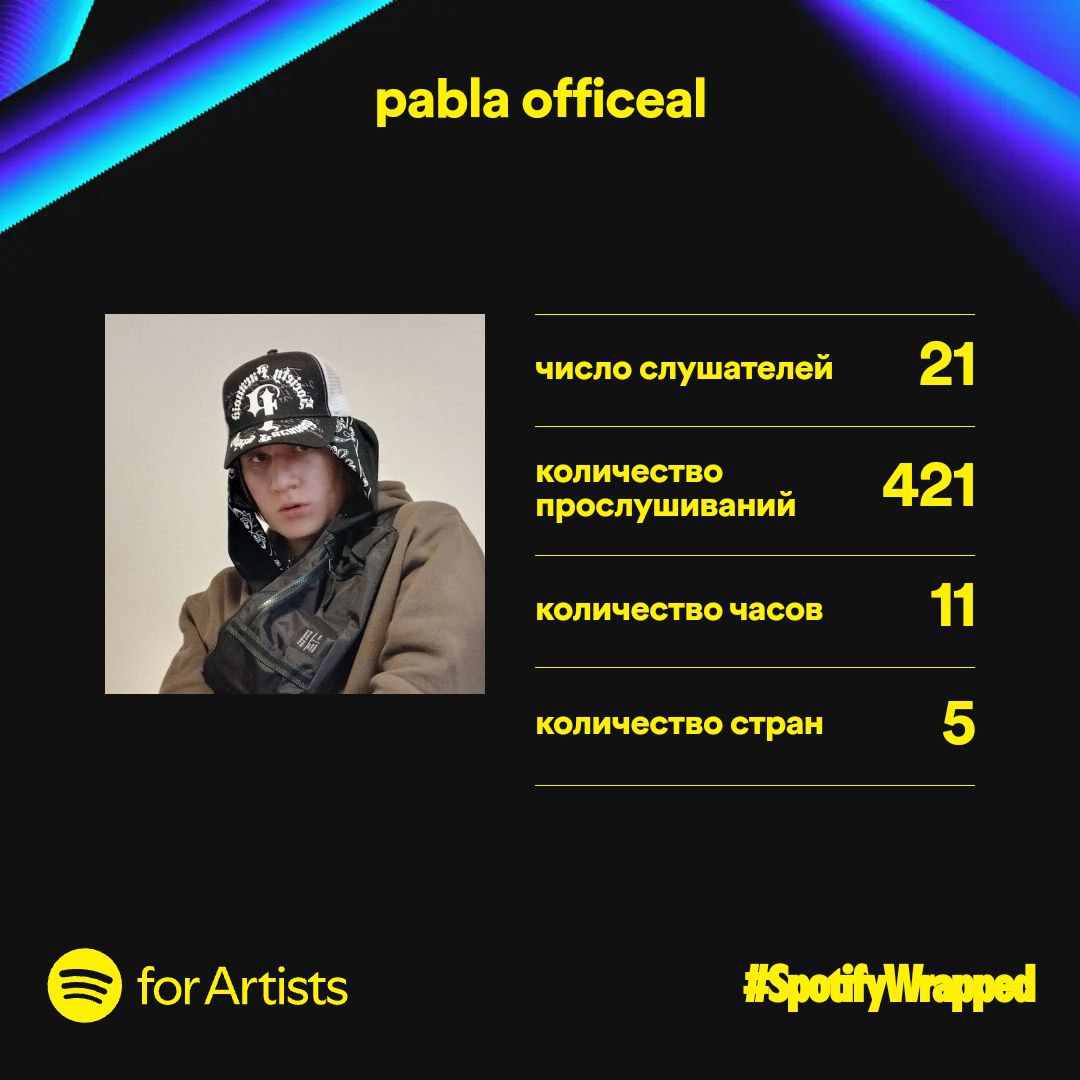 pabla officeal
число слушателей 21
количество
прослушиваний 421
количество часов 11
количество стран 5
for Artists
#SpotifyWrapped